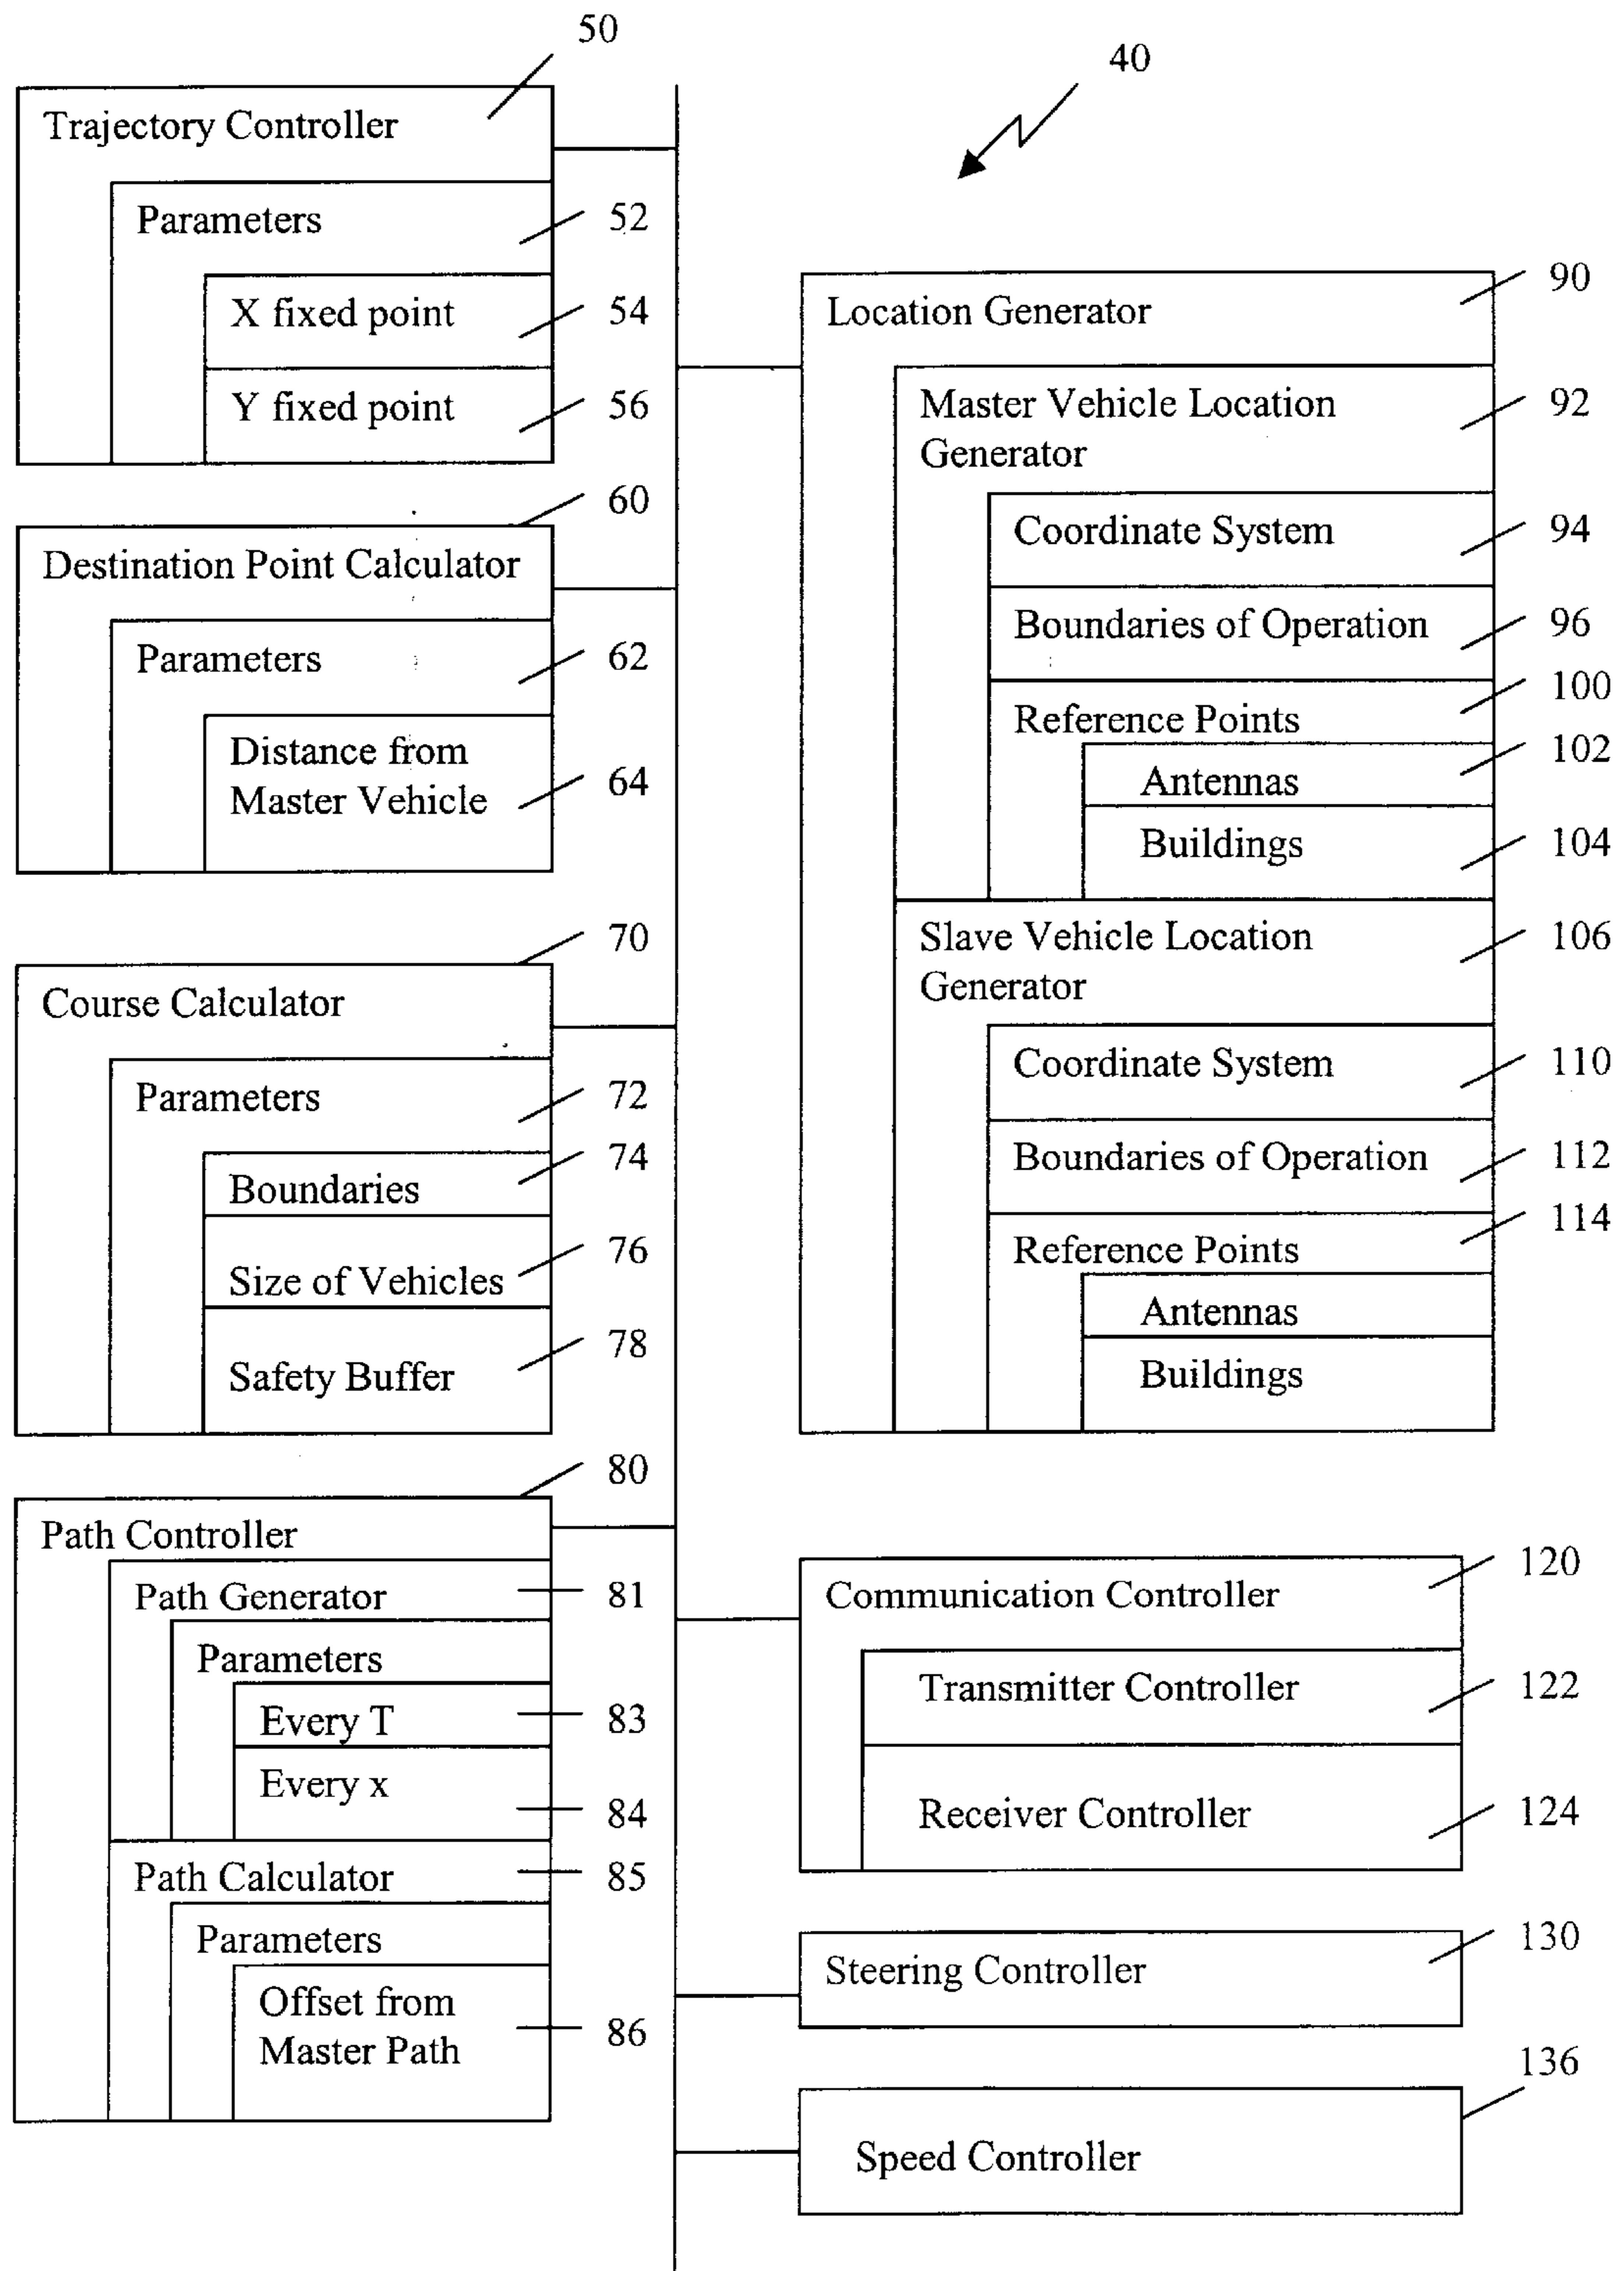 50
40
Trajectory Controller
Parameters
52
X fixed point
54
Y fixed point
56
60
Destination Point Calculator
Parameters
62
Distance from
Master Vehicle
64
70
Course Calculator
Parameters
72
74
Boundaries
76
Size of Vehicles
78
Safety Buffer
80
Path Controller
Path Generator
81
Parameters
Every T
83
Every x
84
Path Calculator
85
Parameters
Offset from
Master Path
86
90
Location Generator
Master Vehicle Location
Generator
92
Coordinate System
94
Boundaries of Operation
96
100
Reference Points
102
Antennas
Buildings
104
Slave Vehicle Location
Generator
106
Coordinate System
110
Boundaries of Operation
112
114
Reference Points
Antennas
Buildings
120
Communication Controller
Transmitter Controller
122
Receiver Controller
124
130
Steering Controller
136
Speed Controller